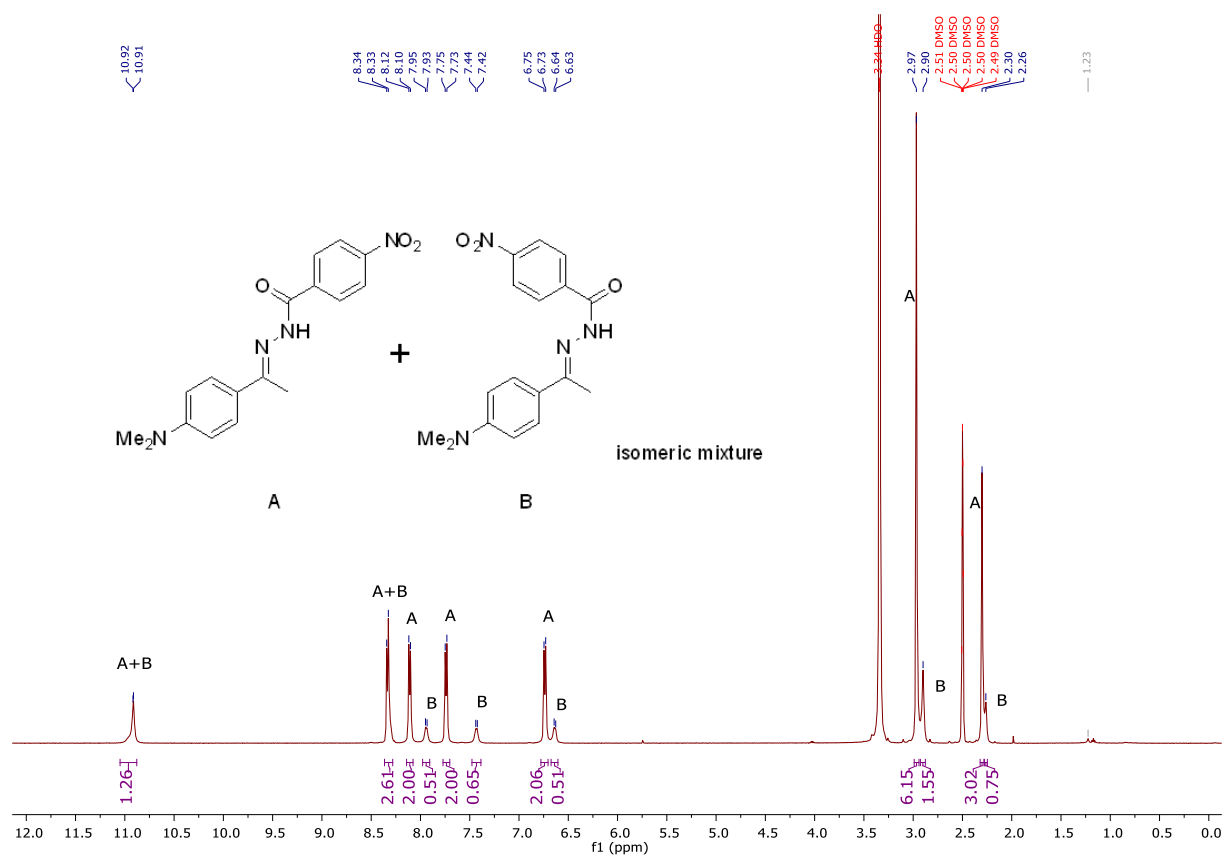 10.92
10.91
8.34
8.33
8.12
8.10
7.95
7.93
7.75
7.73
7.44
7.42
6.75
6.73
6.64
6.63
3.34 HDO
2.97
2.90
2.51 DMSO
2.50 DMSO
2.50 DMSO
2.50 DMSO
2.49 DMSO
2.30
2.26
1.23
NO2
O2N
O
NH
N
Me2N
A
+
O
NH
N
Me2N
B
isomeric mixture
A+B
A+B
A
B
A
B
A
B
A
B
A
B
1.26
2.61
2.00
0.51
2.00
0.65
2.06
0.51
6.15
1.55
3.02
0.75
12.0 11.5 11.0 10.5 10.0 9.5 9.0 8.5 8.0 7.5 7.0 6.5 6.0 5.5 5.0 4.5 4.0 3.5 3.0 2.5 2.0 1.5 1.0 0.5 0.0
f1 (ppm)